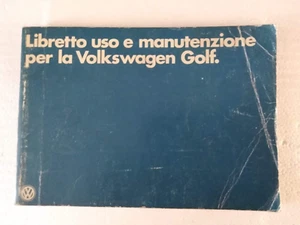 Libretto uso e manutenzione
per la Volkswagen Golf.